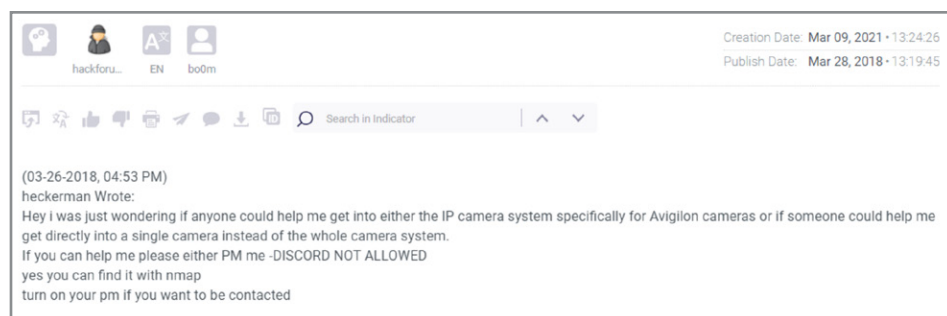 Creation Date: Mar 09, 2021 • 13:24:26
Publish Date: Mar 28, 2018 • 13:19:45
hackforu... EN bo0m
Search in Indicator
(03-26-2018, 04:53 PM)
heckerman Wrote:
Hey i was just wondering if anyone could help me get into either the IP camera system specifically for Avigilon cameras or if someone could help me
get directly into a single camera instead of the whole camera system.
If you can help me please either PM me -DISCORD NOT ALLOWED
yes you can find it with nmap
turn on your pm if you want to be contacted